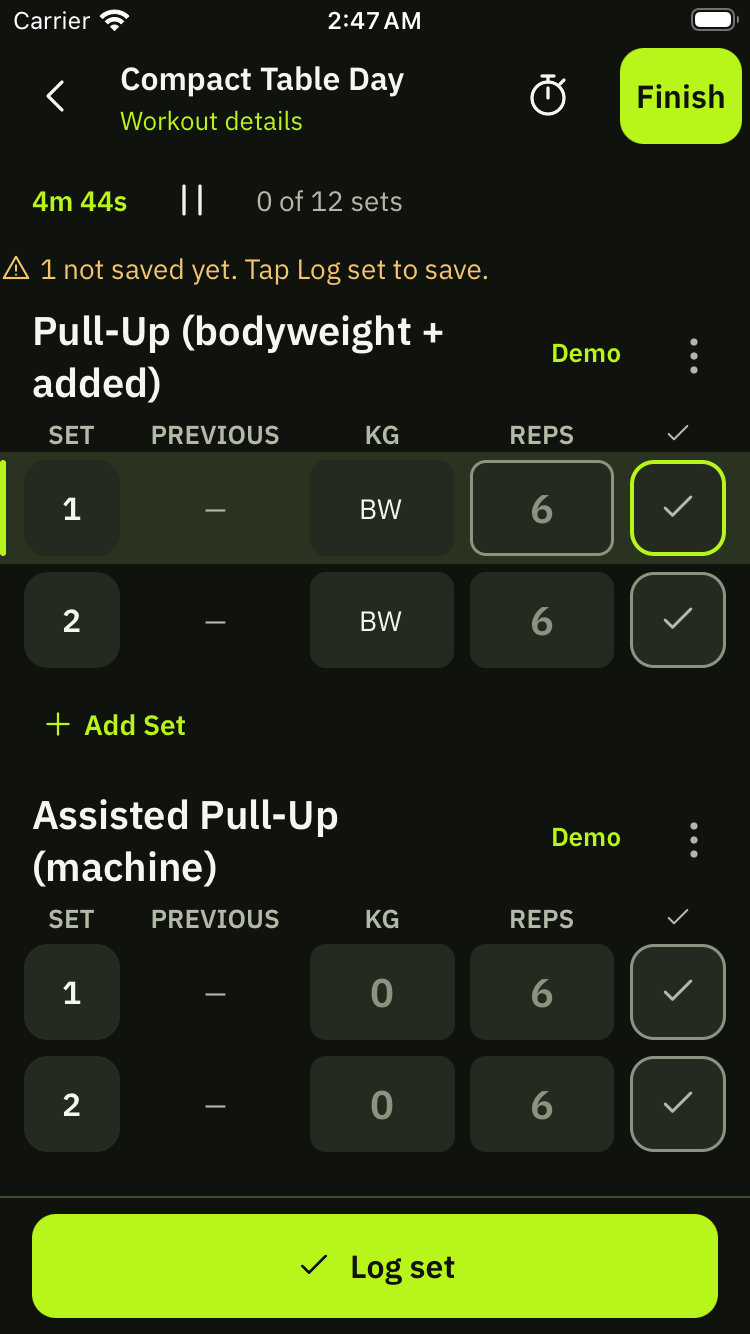 Carrier 2:47 AM
Compact Table Day
Workout details
Finish
4m 44s 0 of 12 sets
1 not saved yet. Tap Log set to save.
Pull-Up (bodyweight +
added)
Demo
SET PREVIOUS KG REPS ✓
1 – BW 6 ✓
2 – BW 6 ✓
+ Add Set
Assisted Pull-Up
(machine)
Demo
SET PREVIOUS KG REPS ✓
1 – 0 6 ✓
2 – 0 6 ✓
✓ Log set